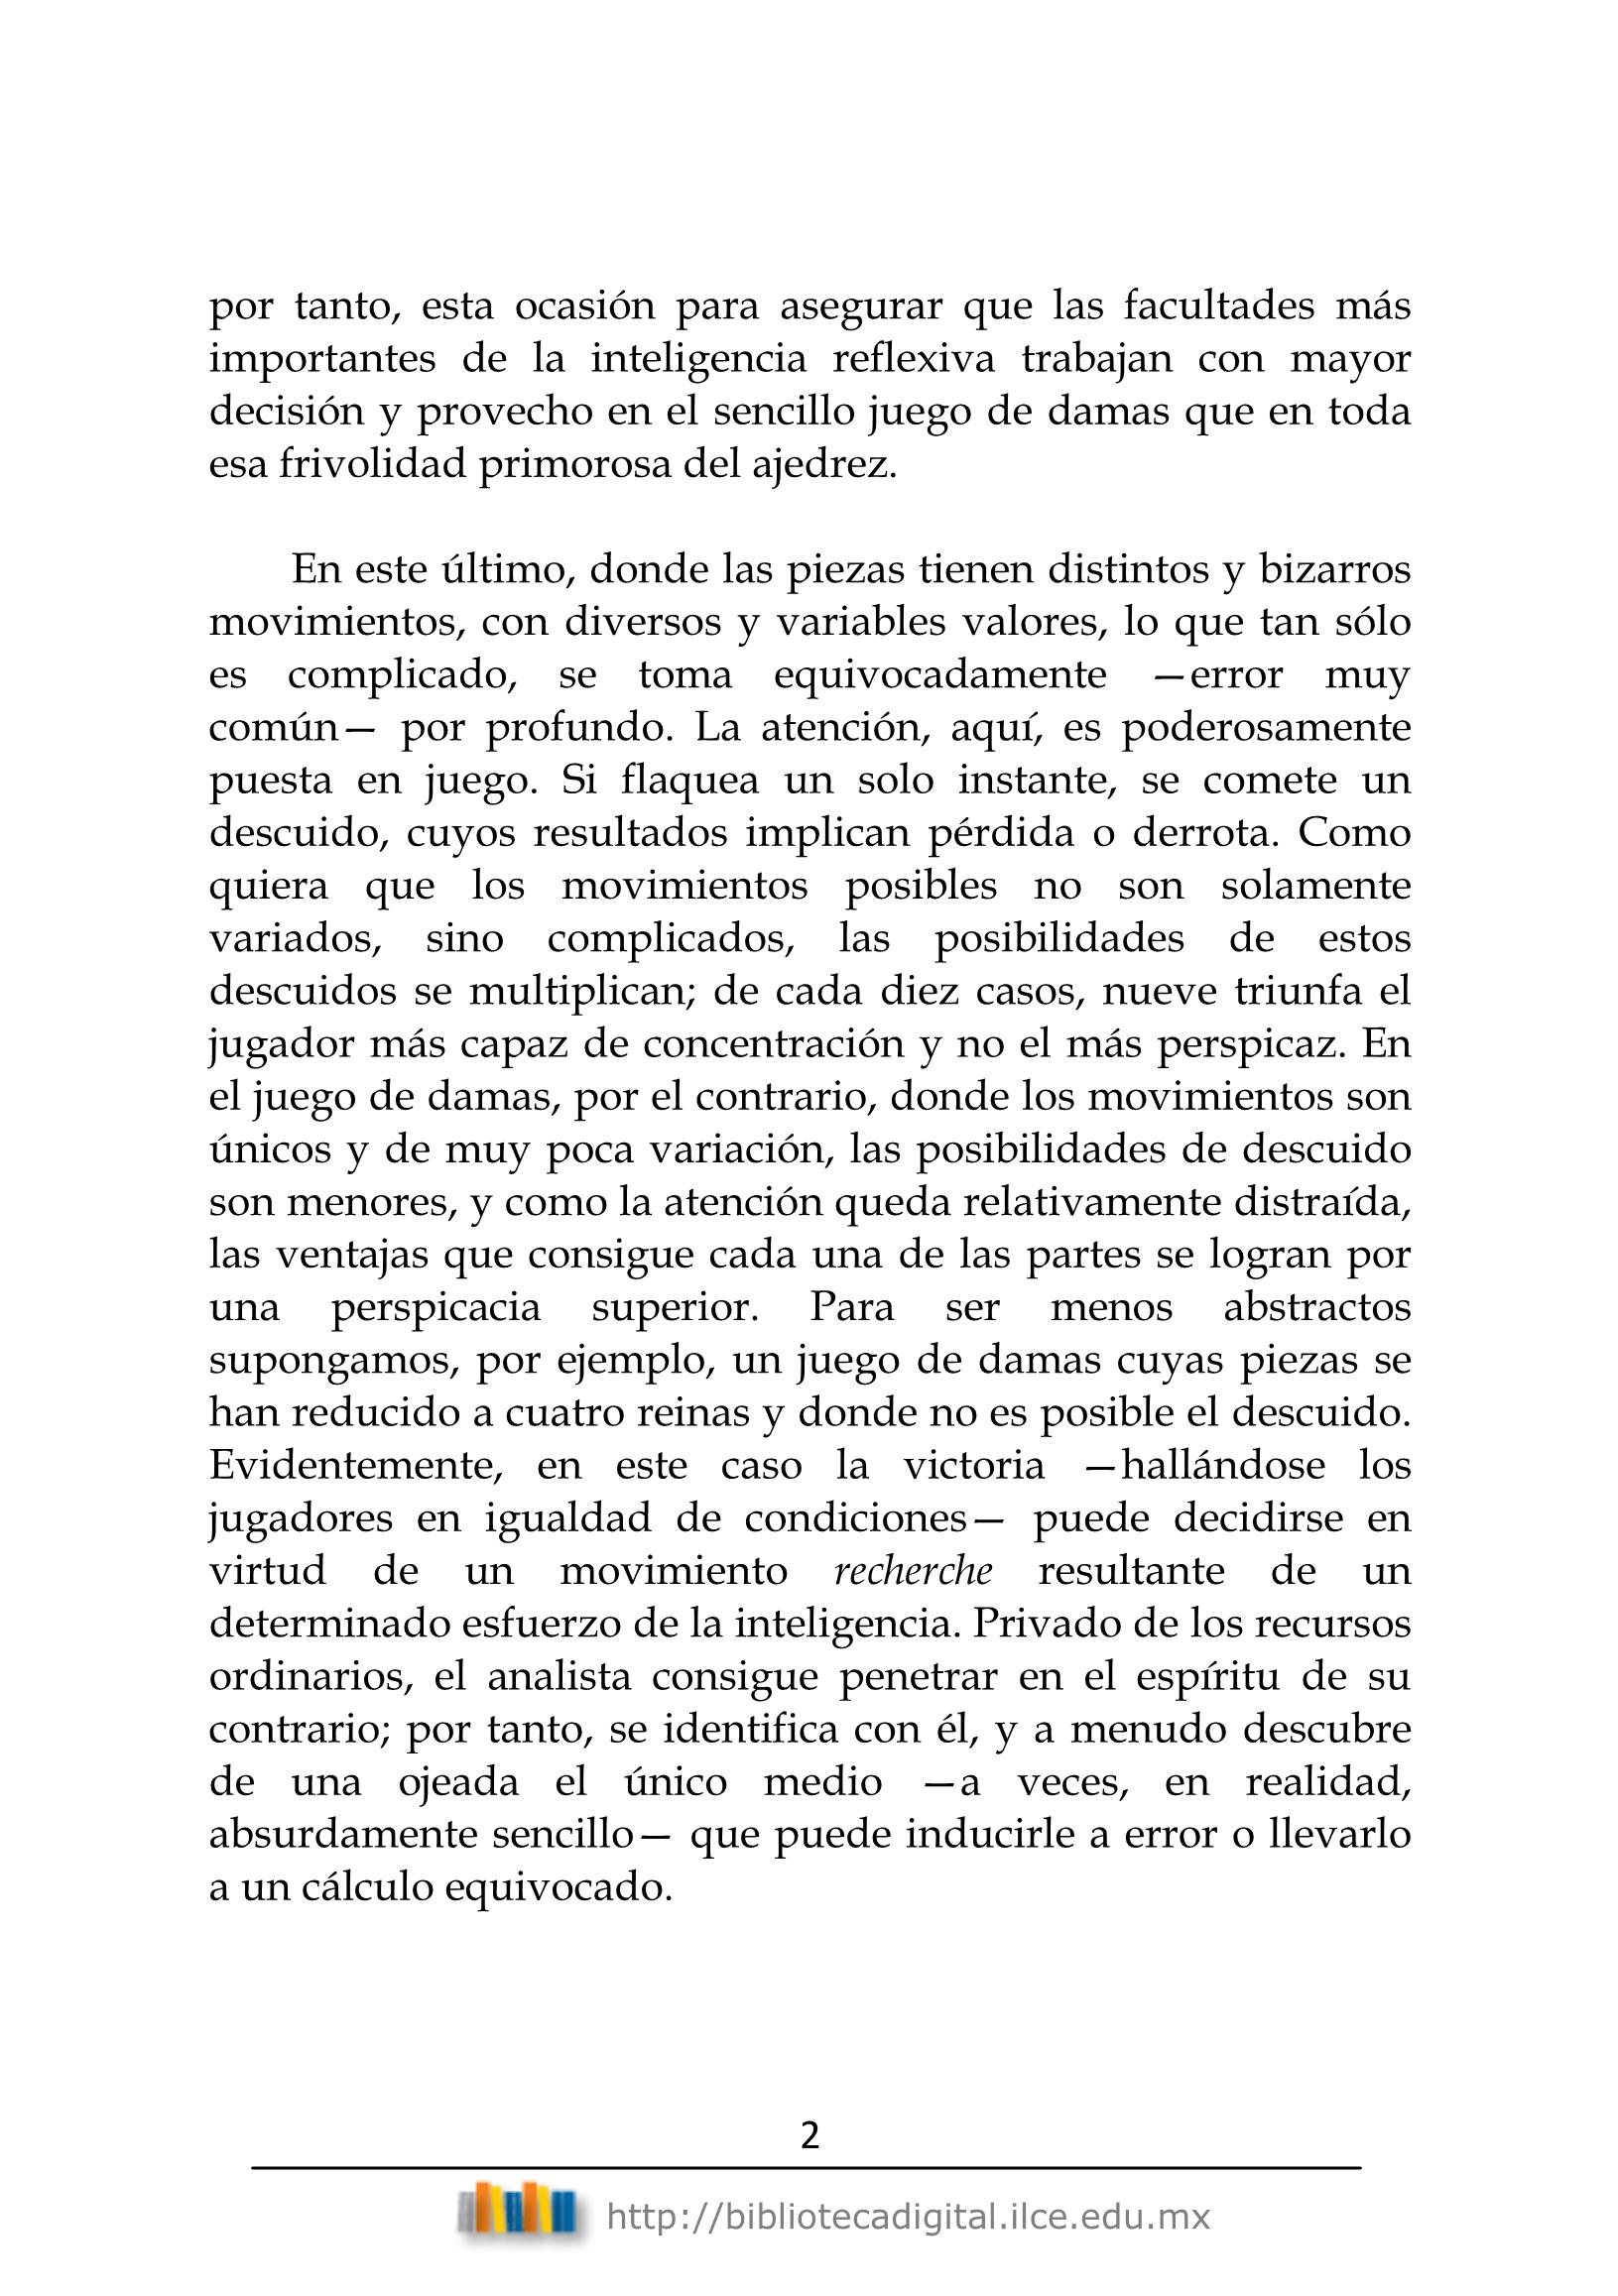 por tanto, esta ocasión para asegurar que las facultades más
importantes de la inteligencia reflexiva trabajan con mayor
decisión y provecho en el sencillo juego de damas que en toda
esa frivolidad primorosa del ajedrez.
En este último, donde las piezas tienen distintos y bizarros
movimientos, con diversos y variables valores, lo que tan sólo
es complicado, se toma equivocadamente —error muy
común— por profundo. La atención, aquí, es poderosamente
puesta en juego. Si flaquea un solo instante, se comete un
descuido, cuyos resultados implican pérdida o derrota. Como
quiera que los movimientos posibles no son solamente
variados, sino complicados, las posibilidades de estos
descuidos se multiplican; de cada diez casos, nueve triunfa el
jugador más capaz de concentración y no el más perspicaz. En
el juego de damas, por el contrario, donde los movimientos son
únicos y de muy poca variación, las posibilidades de descuido
son menores, y como la atención queda relativamente distraída,
las ventajas que consigue cada una de las partes se logran por
una perspicacia superior. Para ser menos abstractos
supongamos, por ejemplo, un juego de damas cuyas piezas se
han reducido a cuatro reinas y donde no es posible el descuido.
Evidentemente, en este caso la victoria —hallándose los
jugadores en igualdad de condiciones— puede decidirse en
virtud de un movimiento recherche resultante de un
determinado esfuerzo de la inteligencia. Privado de los recursos
ordinarios, el analista consigue penetrar en el espíritu de su
contrario; por tanto, se identifica con él, y a menudo descubre
de una ojeada el único medio —a veces, en realidad,
absurdamente sencillo— que puede inducirle a error o llevarlo
a un cálculo equivocado.
2
http://bibliotecadigital.ilce.edu.mx